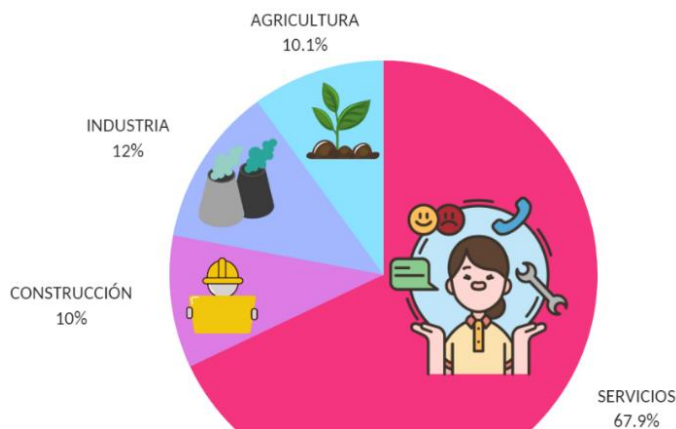 AGRICULTURA
10.1%
INDUSTRIA
12%
CONSTRUCCIÓN
10%
SERVICIOS
67.9%